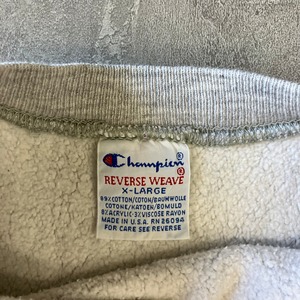 Champion®
REVERSE WEAVE®
X-LARGE
89% COTTON/COTON/BAUMWOLLE
COTONE/KATOEN/BOMULD
8% ACRYLIC-3% VISCOSE RAYON
MADE IN U.S.A. RN 26094
FOR CARE SEE REVERSE